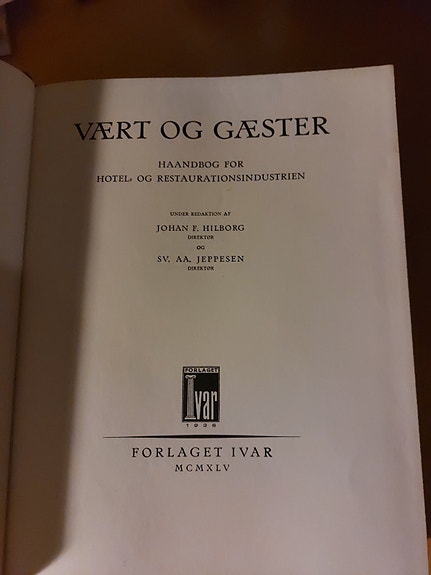 VÆRT OG GÆSTER
HAANDBOG FOR
HOTEL- OG RESTAURATIONSINDUSTRIEN
UNDER REDAKTION AF
JOHAN F. HILBORG
DIREKTØR
OG
SV. AA. JEPPESEN
DIREKTØR
FORLAGET
Ivar
1936
FORLAGET IVAR
MCMXLV